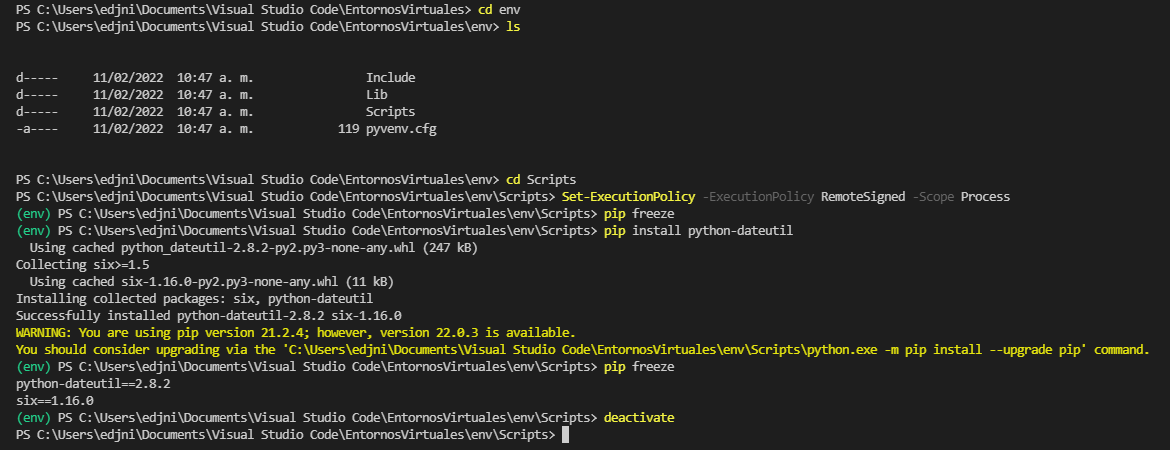 PS C:\Users\edjni\Documents\Visual Studio Code\EntornosVirtuales> cd env
PS C:\Users\edjni\Documents\Visual Studio Code\EntornosVirtuales\env> ls
d-----     11/02/2022  10:47 a. m.                Include
d-----     11/02/2022  10:47 a. m.                Lib
d-----     11/02/2022  10:47 a. m.                Scripts
-a----     11/02/2022  10:47 a. m.            119 pyvenv.cfg
PS C:\Users\edjni\Documents\Visual Studio Code\EntornosVirtuales\env> cd Scripts
PS C:\Users\edjni\Documents\Visual Studio Code\EntornosVirtuales\env\Scripts> Set-ExecutionPolicy -ExecutionPolicy RemoteSigned -Scope Process
(env) PS C:\Users\edjni\Documents\Visual Studio Code\EntornosVirtuales\env\Scripts> pip freeze
(env) PS C:\Users\edjni\Documents\Visual Studio Code\EntornosVirtuales\env\Scripts> pip install python-dateutil
  Using cached python_dateutil-2.8.2-py2.py3-none-any.whl (247 kB)
Collecting six>=1.5
  Using cached six-1.16.0-py2.py3-none-any.whl (11 kB)
Installing collected packages: six, python-dateutil
Successfully installed python-dateutil-2.8.2 six-1.16.0
WARNING: You are using pip version 21.2.4; however, version 22.0.3 is available.
You should consider upgrading via the 'C:\Users\edjni\Documents\Visual Studio Code\EntornosVirtuales\env\Scripts\python.exe -m pip install --upgrade pip' command.
(env) PS C:\Users\edjni\Documents\Visual Studio Code\EntornosVirtuales\env\Scripts> pip freeze
python-dateutil==2.8.2
six==1.16.0
(env) PS C:\Users\edjni\Documents\Visual Studio Code\EntornosVirtuales\env\Scripts> deactivate
PS C:\Users\edjni\Documents\Visual Studio Code\EntornosVirtuales\env\Scripts>